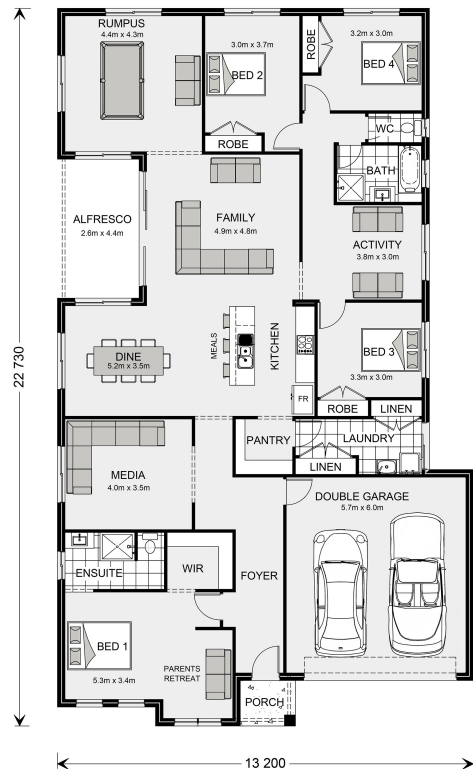 RUMPUS
4.4m x 4.3m
3.0m x 3.7m
BED 2
ROBE
ROBE
3.2m x 3.0m
BED 4
WC
BATH
ALFRESCO
2.6m x 4.4m
FAMILY
4.9m x 4.8m
ACTIVITY
3.8m x 3.0m
MEALS
KITCHEN
DINE
5.2m x 3.5m
BED 3
3.3m x 3.0m
FR
ROBE
LINEN
PANTRY
LAUNDRY
LINEN
MEDIA
4.0m x 3.5m
DOUBLE GARAGE
5.7m x 6.0m
ENSUITE
WIR
FOYER
BED 1
5.3m x 3.4m
PARENTS
RETREAT
PORCH
22 730
13 200